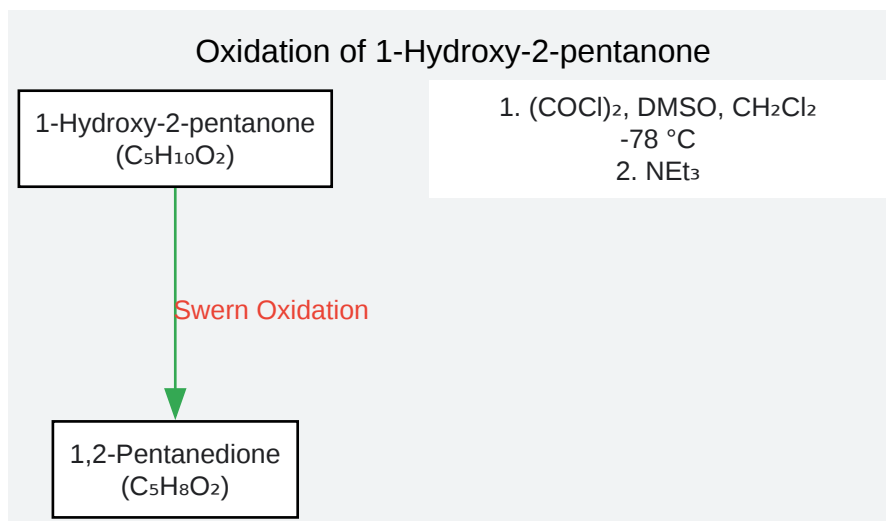 Oxidation of 1-Hydroxy-2-pentanone
1-Hydroxy-2-pentanone
(C₅H₁₀O₂)
1. (COCl)₂, DMSO, CH₂Cl₂
-78 °C
2. NEt₃
Swern Oxidation
1,2-Pentanedione
(C₅H₈O₂)